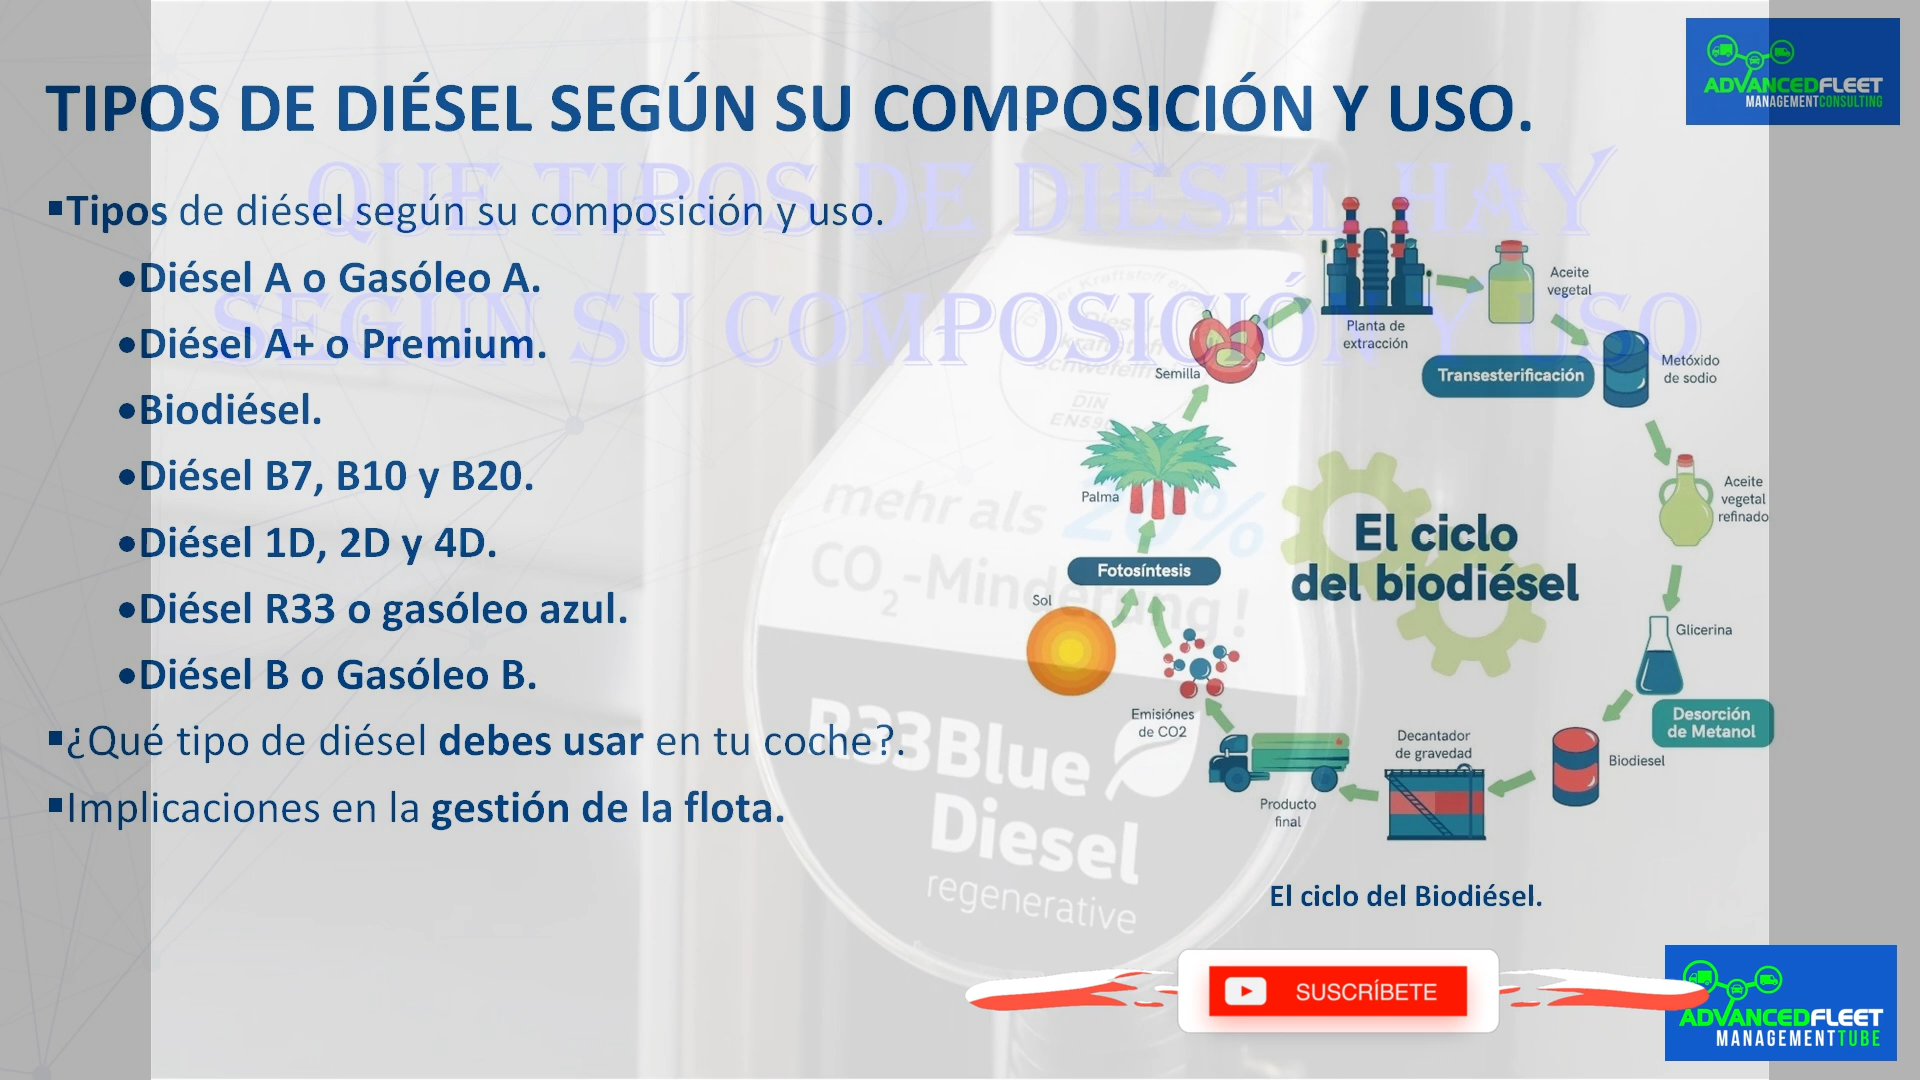 TIPOS DE DIÉSEL SEGÚN SU COMPOSICIÓN Y USO.
ADVANCEDFLEET
MANAGEMENTCONSULTING
QUE TIPOS DE DIÉSEL HAY
SEGÚN SU COMPOSICIÓN Y USO
▪Tipos de diésel según su composición y uso.
•Diésel A o Gasóleo A.
•Diésel A+ o Premium.
•Biodiésel.
•Diésel B7, B10 y B20.
•Diésel 1D, 2D y 4D.
•Diésel R33 o gasóleo azul.
•Diésel B o Gasóleo B.
▪¿Qué tipo de diésel debes usar en tu coche?.
▪Implicaciones en la gestión de la flota.
Planta de
extracción
Aceite
vegetal
Semilla
Transesterificación
Metóxido
de sodio
Palma
Aceite
vegetal
refinado
El ciclo
del biodiésel
Fotosíntesis
Sol
Glicerina
Emisiónes
de CO2
Desorción
de Metanol
Decantador
de gravedad
Biodiesel
Producto
final
El ciclo del Biodiésel.
Diesel-
kraftstoff
DIN
mehr als 20%
CO2-Minderung!
R33Blue
Diesel
regenerative
SUSCRÍBETE
ADVANCEDFLEET
MANAGEMENTTUBE